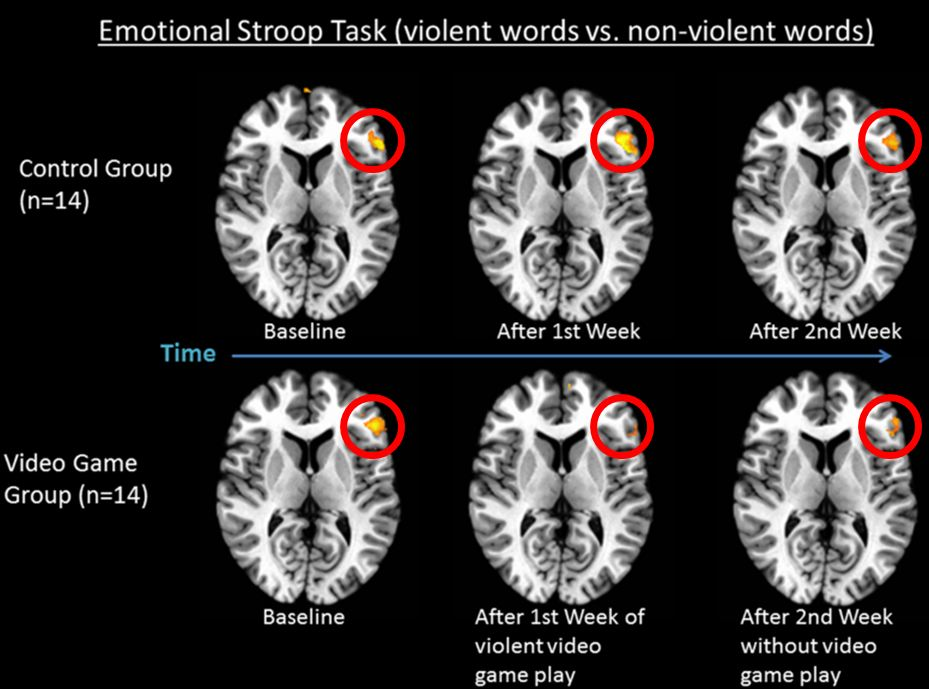 Emotional Stroop Task (violent words vs. non-violent words)
Control Group
(n=14)
Baseline
After 1st Week
After 2nd Week
Time
Video Game
Group (n=14)
Baseline
After 1st Week of
violent video
game play
After 2nd Week
without video
game play